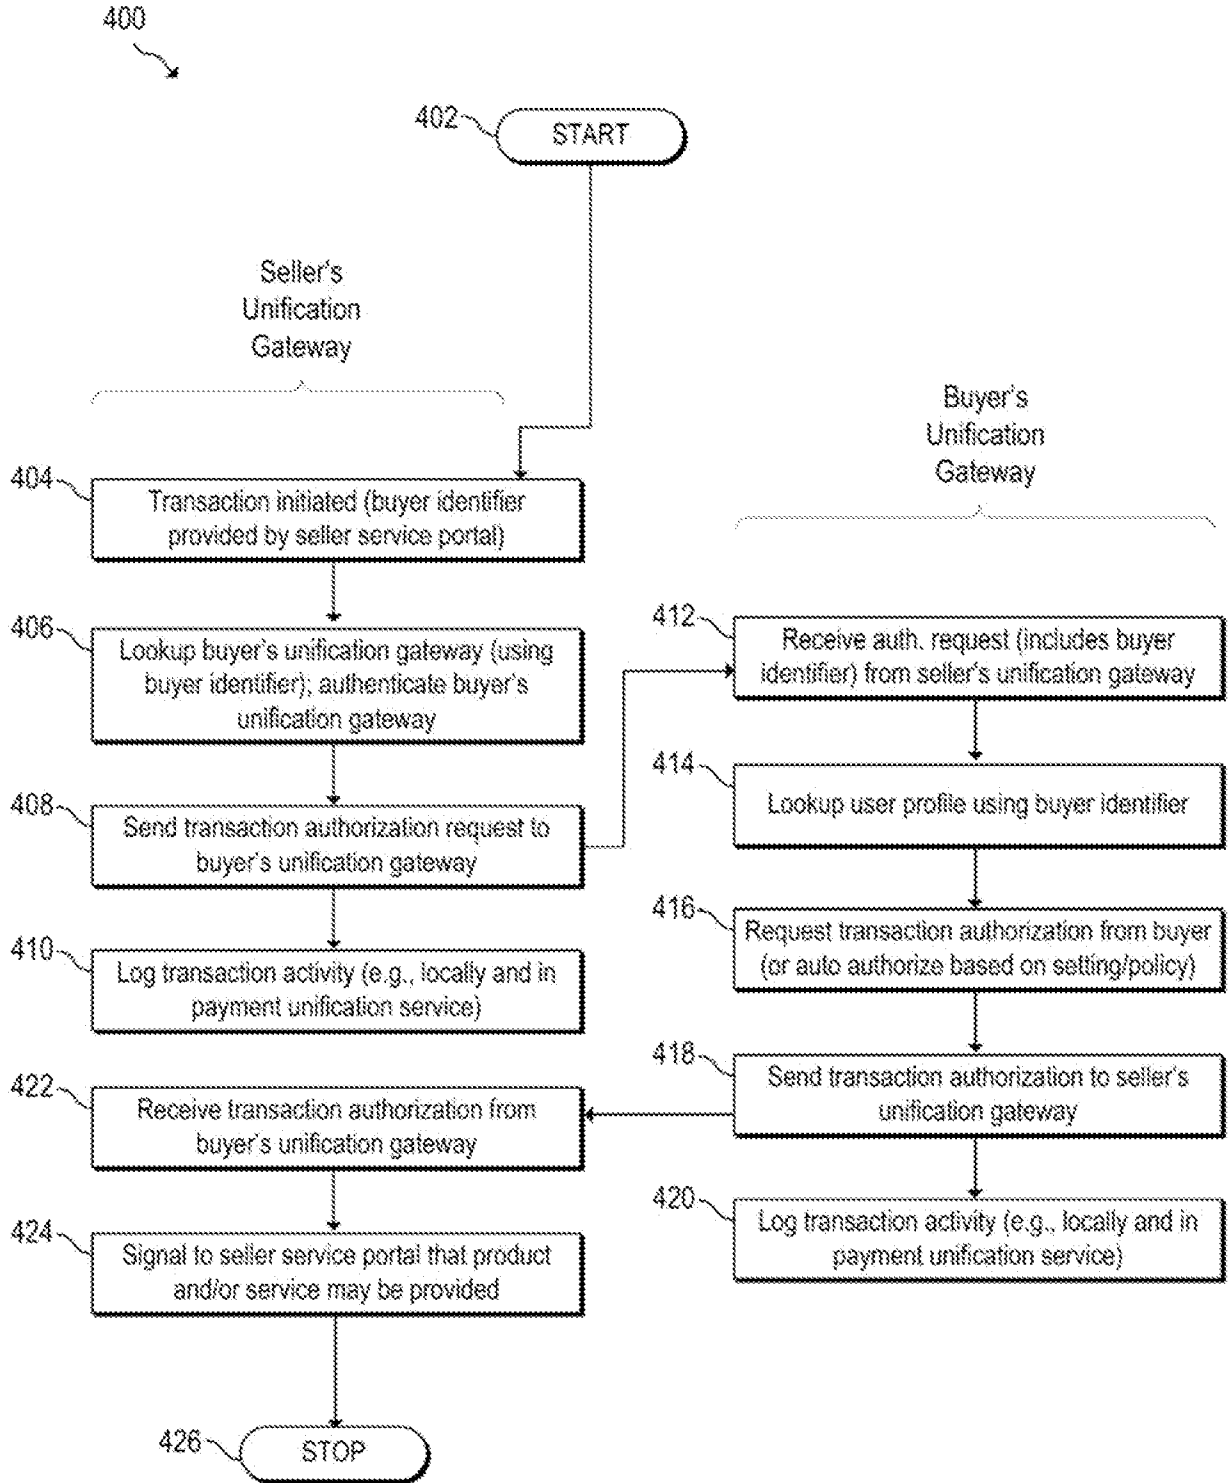 400
402
START
Seller's
Unification
Gateway
Buyer's
Unification
Gateway
404
Transaction initiated (buyer identifier
provided by seller service portal)
406
Lookup buyer's unification gateway (using
buyer identifier); authenticate buyer's
unification gateway
408
Send transaction authorization request to
buyer's unification gateway
410
Log transaction activity (e.g., locally and in
payment unification service)
412
Receive auth. request (includes buyer
identifier) from seller's unification gateway
414
Lookup user profile using buyer identifier
416
Request transaction authorization from buyer
(or auto authorize based on setting/policy)
418
Send transaction authorization to seller's
unification gateway
420
Log transaction activity (e.g., locally and in
payment unification service)
422
Receive transaction authorization from
buyer's unification gateway
424
Signal to seller service portal that product
and/or service may be provided
426
STOP